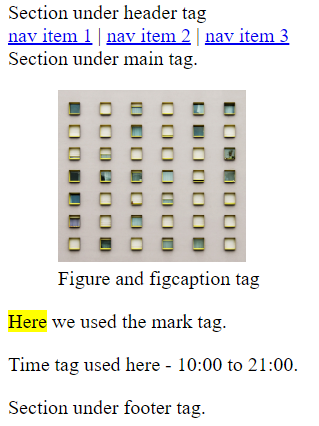 Section under header tag
nav item 1 | nav item 2 | nav item 3
Section under main tag.
Figure and figcaption tag
Here we used the mark tag.
Time tag used here - 10:00 to 21:00.
Section under footer tag.